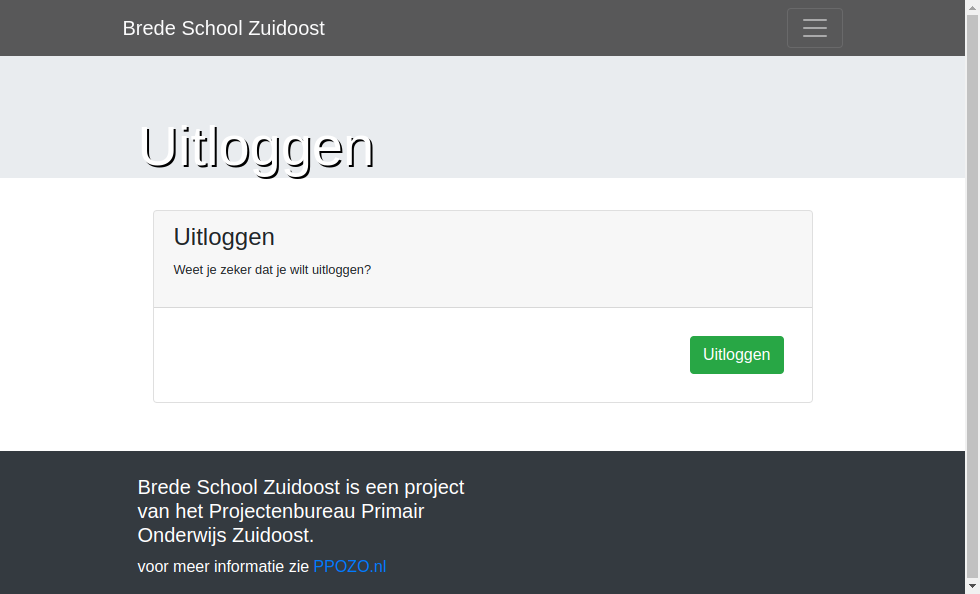 Brede School Zuidoost
Uitloggen
Uitloggen
Weet je zeker dat je wilt uitloggen?
Uitloggen
Brede School Zuidoost is een project
van het Projectenbureau Primair
Onderwijs Zuidoost.
voor meer informatie zie PPOZO.nl